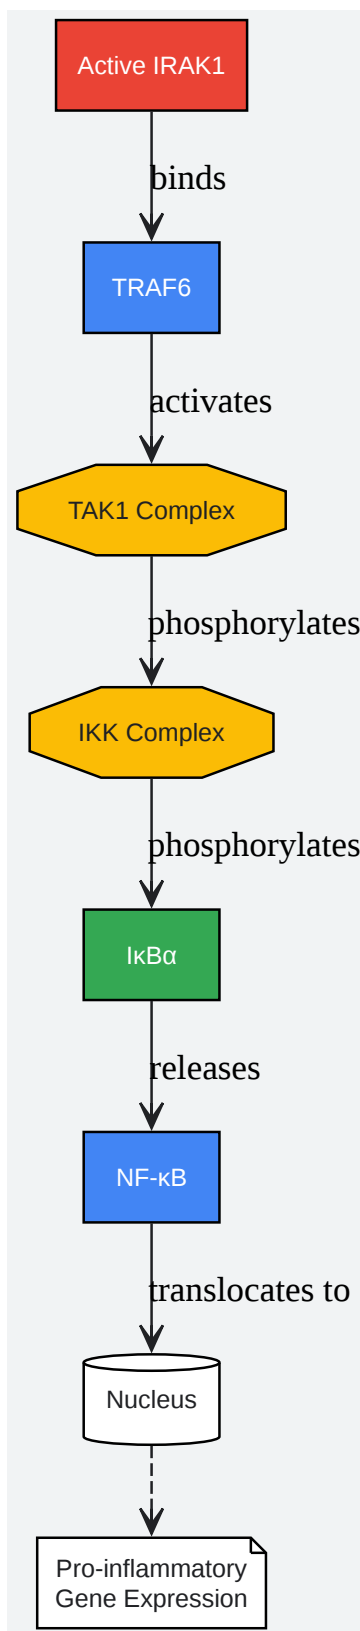 Active IRAK1
binds
TRAF6
activates
TAK1 Complex
phosphorylates
IKK Complex
phosphorylates
IκBα
releases
NF-κB
translocates to
Nucleus
Pro-inflammatory
Gene Expression